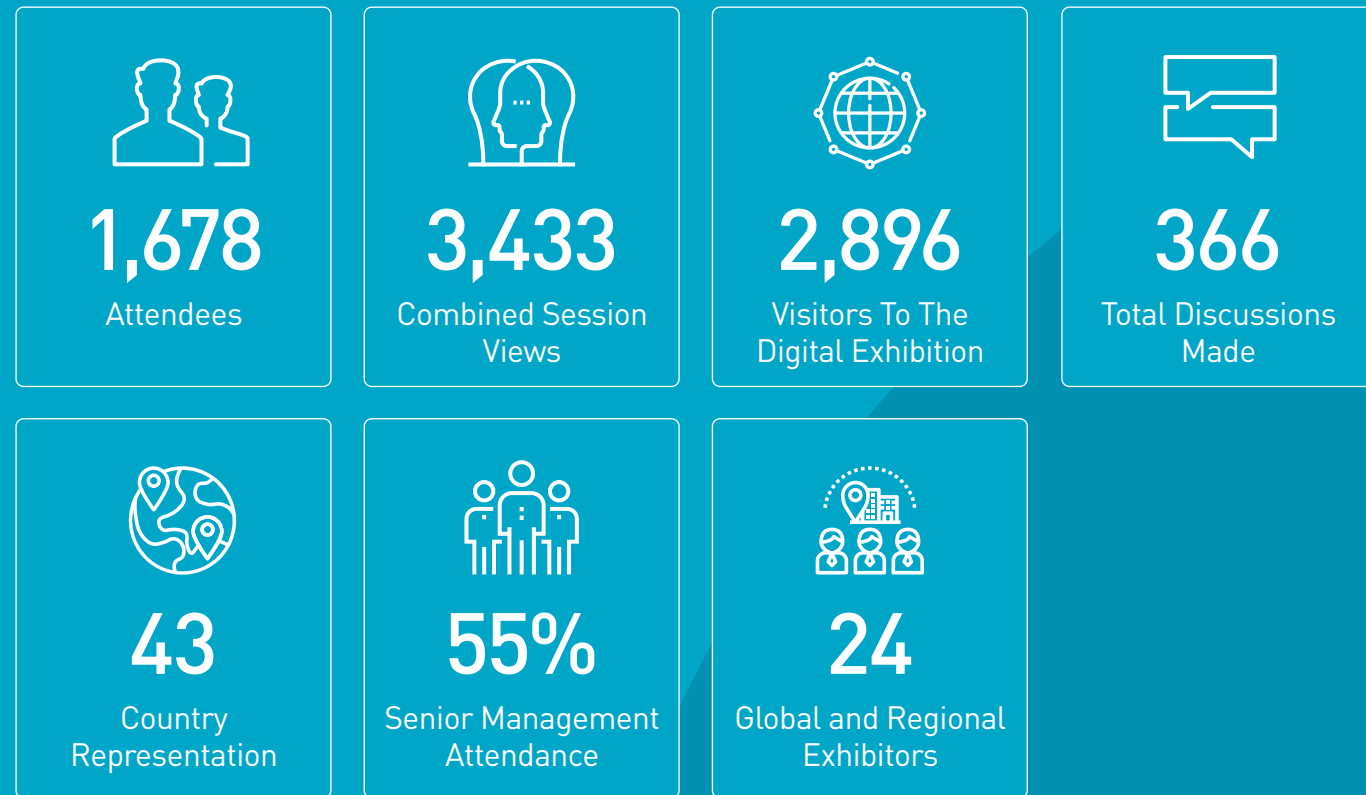 1,678
Attendees
3,433
Combined Session
Views
2,896
Visitors To The
Digital Exhibition
366
Total Discussions
Made
43
Country
Representation
55%
Senior Management
Attendance
24
Global and Regional
Exhibitors